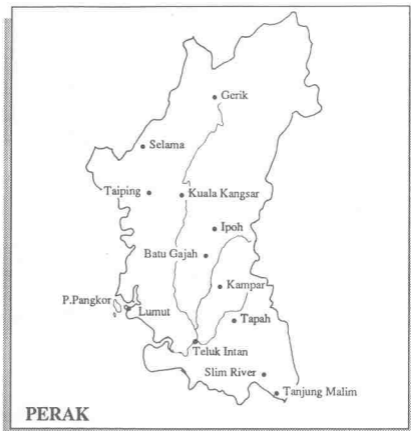 Gerik
Selama
Taiping
Kuala Kangsar
Ipoh
Batu Gajah
Kampar
P.Pangkor
Lumut
Tapah
Teluk Intan
Slim River
Tanjung Malim
PERAK